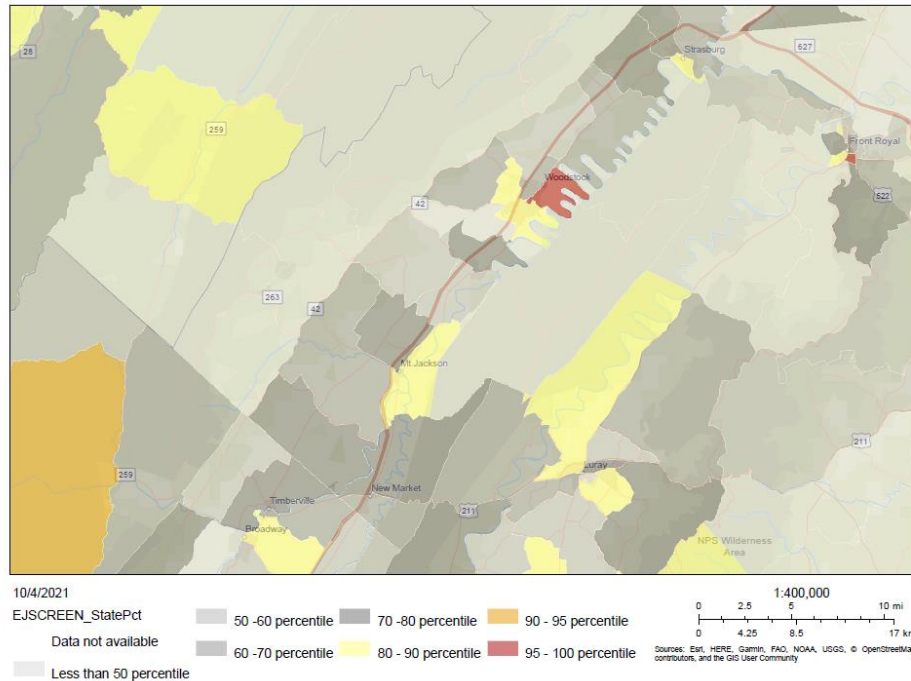 28
259
Strasburg
627
Front Royal
522
Woodstock
42
263
42
Mt Jackson
211
259
Luray
New Market
211
Timberville
Broadway
NPS Wilderness
Area
10/4/2021
1:400,000
EJSCREEN_StatePct
Data not available
Less than 50 percentile
50 -60 percentile
60 -70 percentile
70 -80 percentile
80 - 90 percentile
90 - 95 percentile
95 - 100 percentile
0 2.5 5 10 mi
0 4.25 8.5 17 kr
Sources: Esri, HERE, Garmin, FAO, NOAA, USGS, © OpenStreetMa
contributors, and the GIS User Community